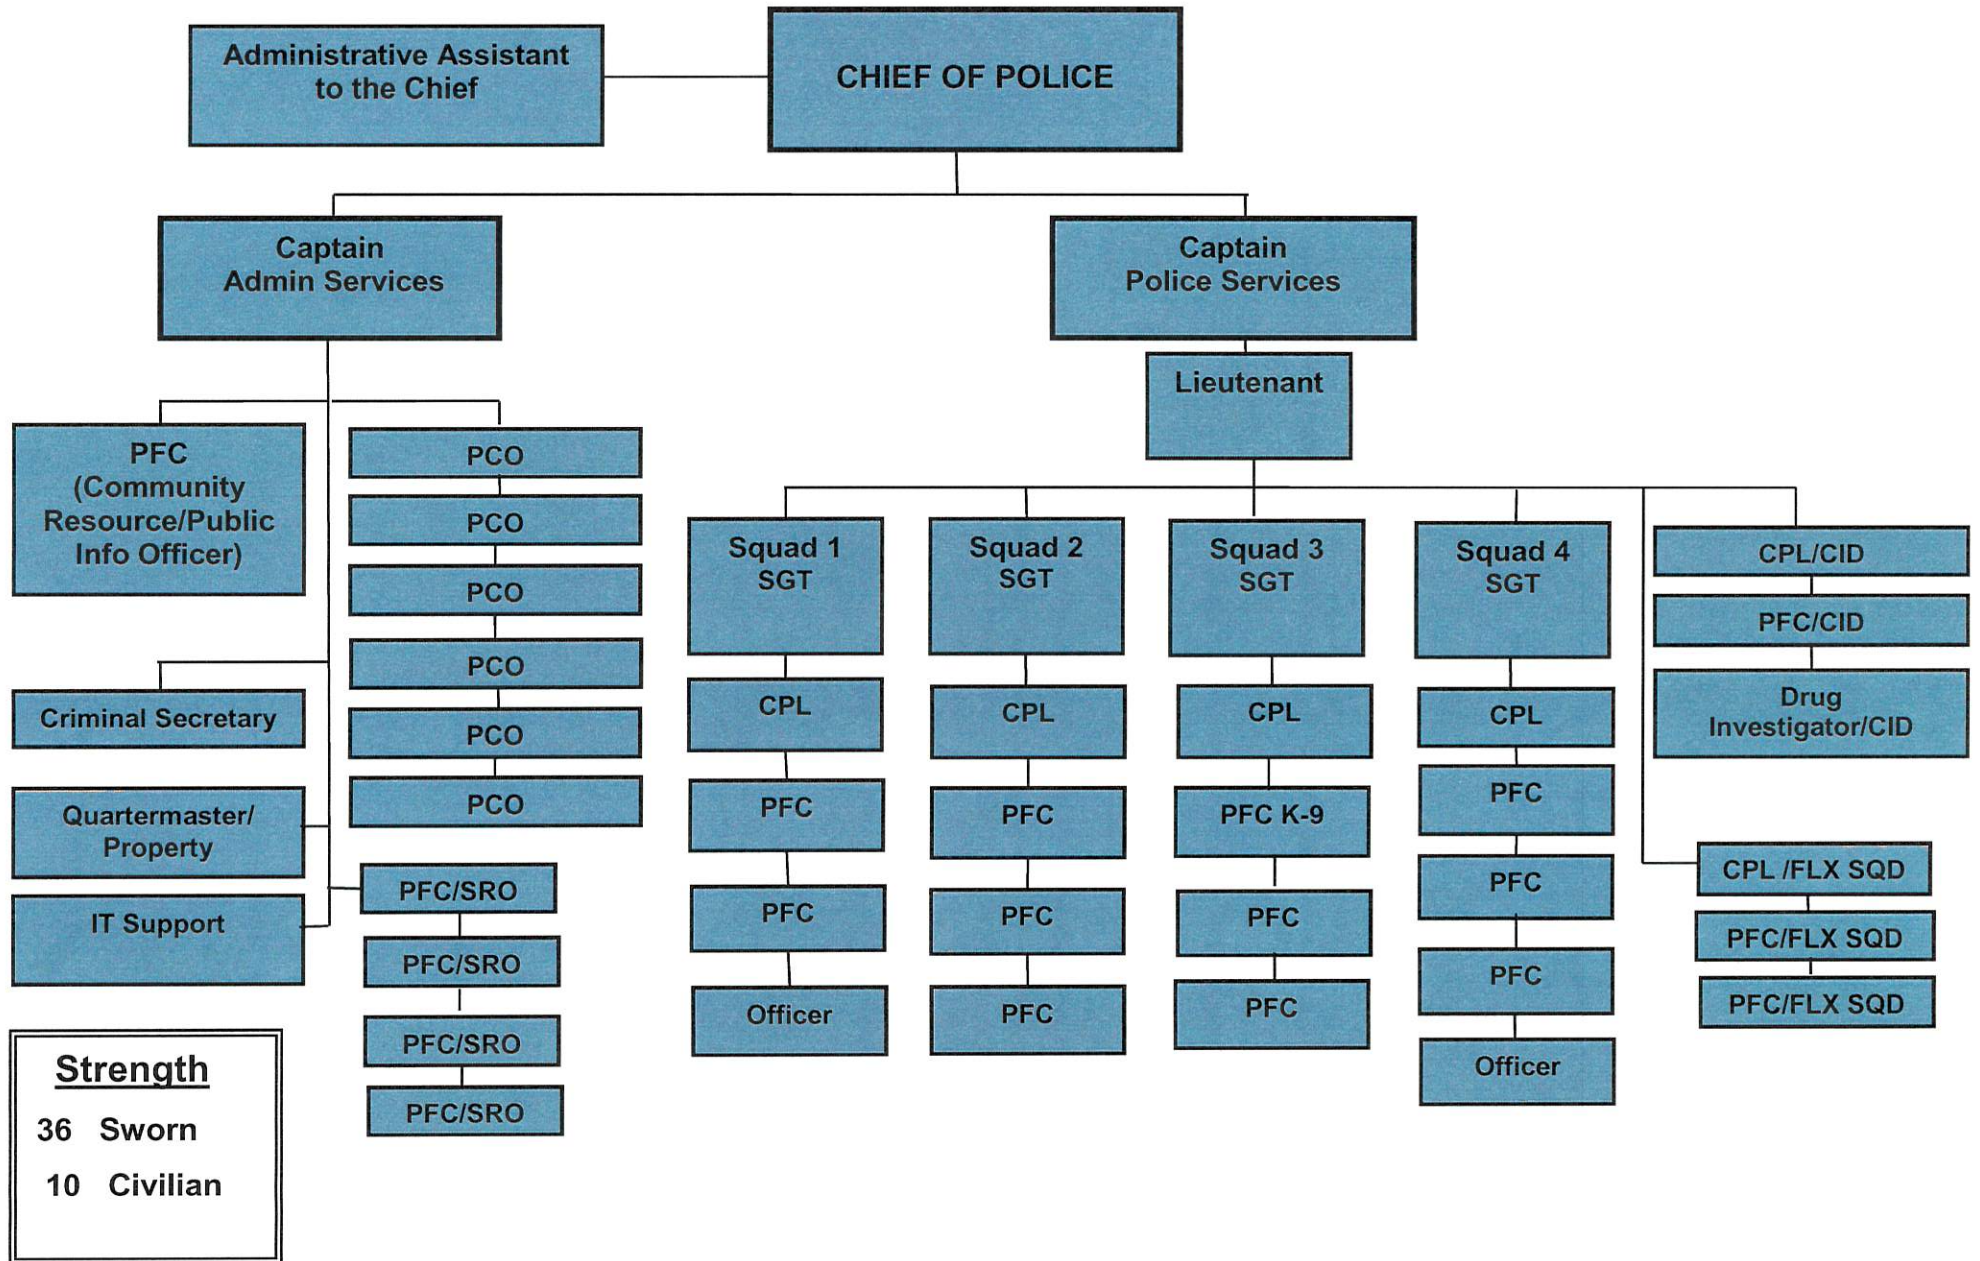 Administrative Assistant
to the Chief
CHIEF OF POLICE
Captain
Admin Services
Captain
Police Services
Lieutenant
PFC
(Community
Resource/Public
Info Officer)
Criminal Secretary
Quartermaster/
Property
IT Support
PCO
PCO
PCO
PCO
PCO
PCO
PFC/SRO
PFC/SRO
PFC/SRO
PFC/SRO
Squad 1
SGT
CPL
PFC
PFC
Officer
Squad 2
SGT
CPL
PFC
PFC
PFC
Squad 3
SGT
CPL
PFC K-9
PFC
PFC
Squad 4
SGT
CPL
PFC
PFC
PFC
Officer
CPL/CID
PFC/CID
Drug
Investigator/CID
CPL /FLX SQD
PFC/FLX SQD
PFC/FLX SQD
Strength
36 Sworn
10 Civilian